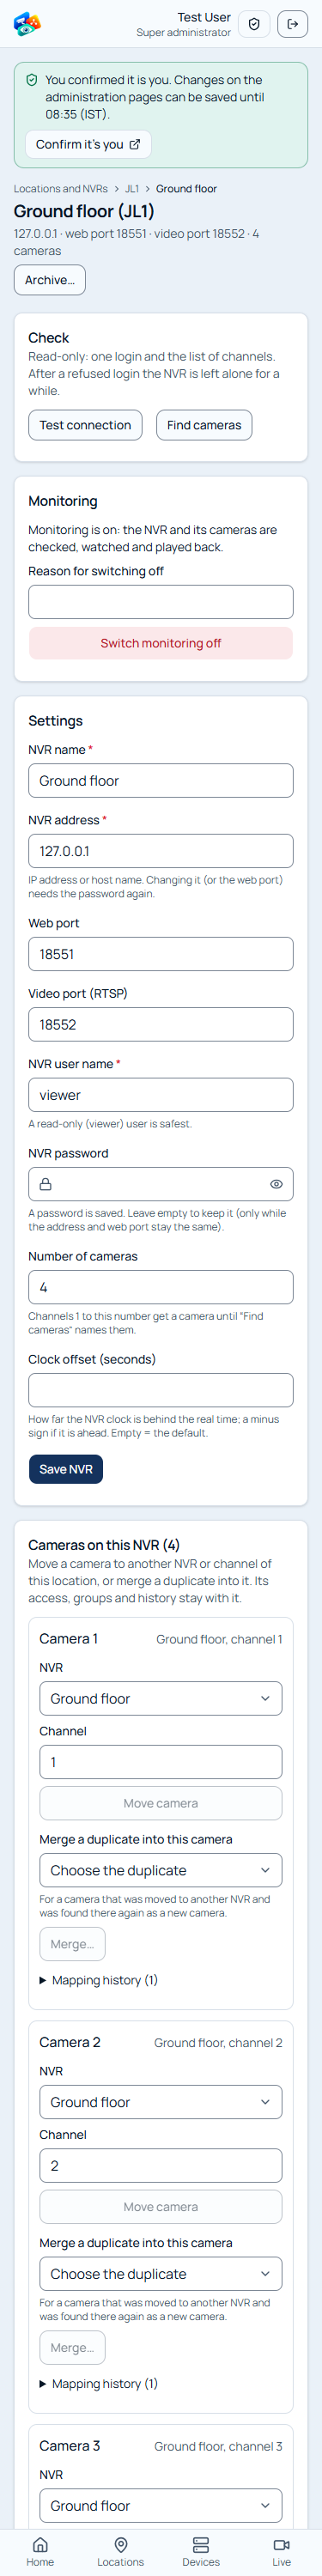 Test User
Super administrator
You confirmed it is you. Changes on the
administration pages can be saved until
08:35 (IST).
Confirm it's you
Locations and NVRs > JL1 > Ground floor
Ground floor (JL1)
127.0.0.1 · web port 18551 · video port 18552 · 4
cameras
Archive...
Check
Read-only: one login and the list of channels.
After a refused login the NVR is left alone for a
while.
Test connection
Find cameras
Monitoring
Monitoring is on: the NVR and its cameras are
checked, watched and played back.
Reason for switching off
Switch monitoring off
Settings
NVR name *
Ground floor
NVR address *
127.0.0.1
IP address or host name. Changing it (or the web port)
needs the password again.
Web port
18551
Video port (RTSP)
18552
NVR user name *
viewer
A read-only (viewer) user is safest.
NVR password
A password is saved. Leave empty to keep it (only while
the address and web port stay the same).
Number of cameras
4
Channels 1 to this number get a camera until "Find
cameras" names them.
Clock offset (seconds)
How far the NVR clock is behind the real time; a minus
sign if it is ahead. Empty = the default.
Save NVR
Cameras on this NVR (4)
Move a camera to another NVR or channel of
this location, or merge a duplicate into it. Its
access, groups and history stay with it.
Camera 1
Ground floor, channel 1
NVR
Ground floor
Channel
1
Move camera
Merge a duplicate into this camera
Choose the duplicate
For a camera that was moved to another NVR and
was found there again as a new camera.
Merge...
Mapping history (1)
Camera 2
Ground floor, channel 2
NVR
Ground floor
Channel
2
Move camera
Merge a duplicate into this camera
Choose the duplicate
For a camera that was moved to another NVR and
was found there again as a new camera.
Merge...
Mapping history (1)
Camera 3
Ground floor, channel 3
NVR
Ground floor
Home
Locations
Devices
Live